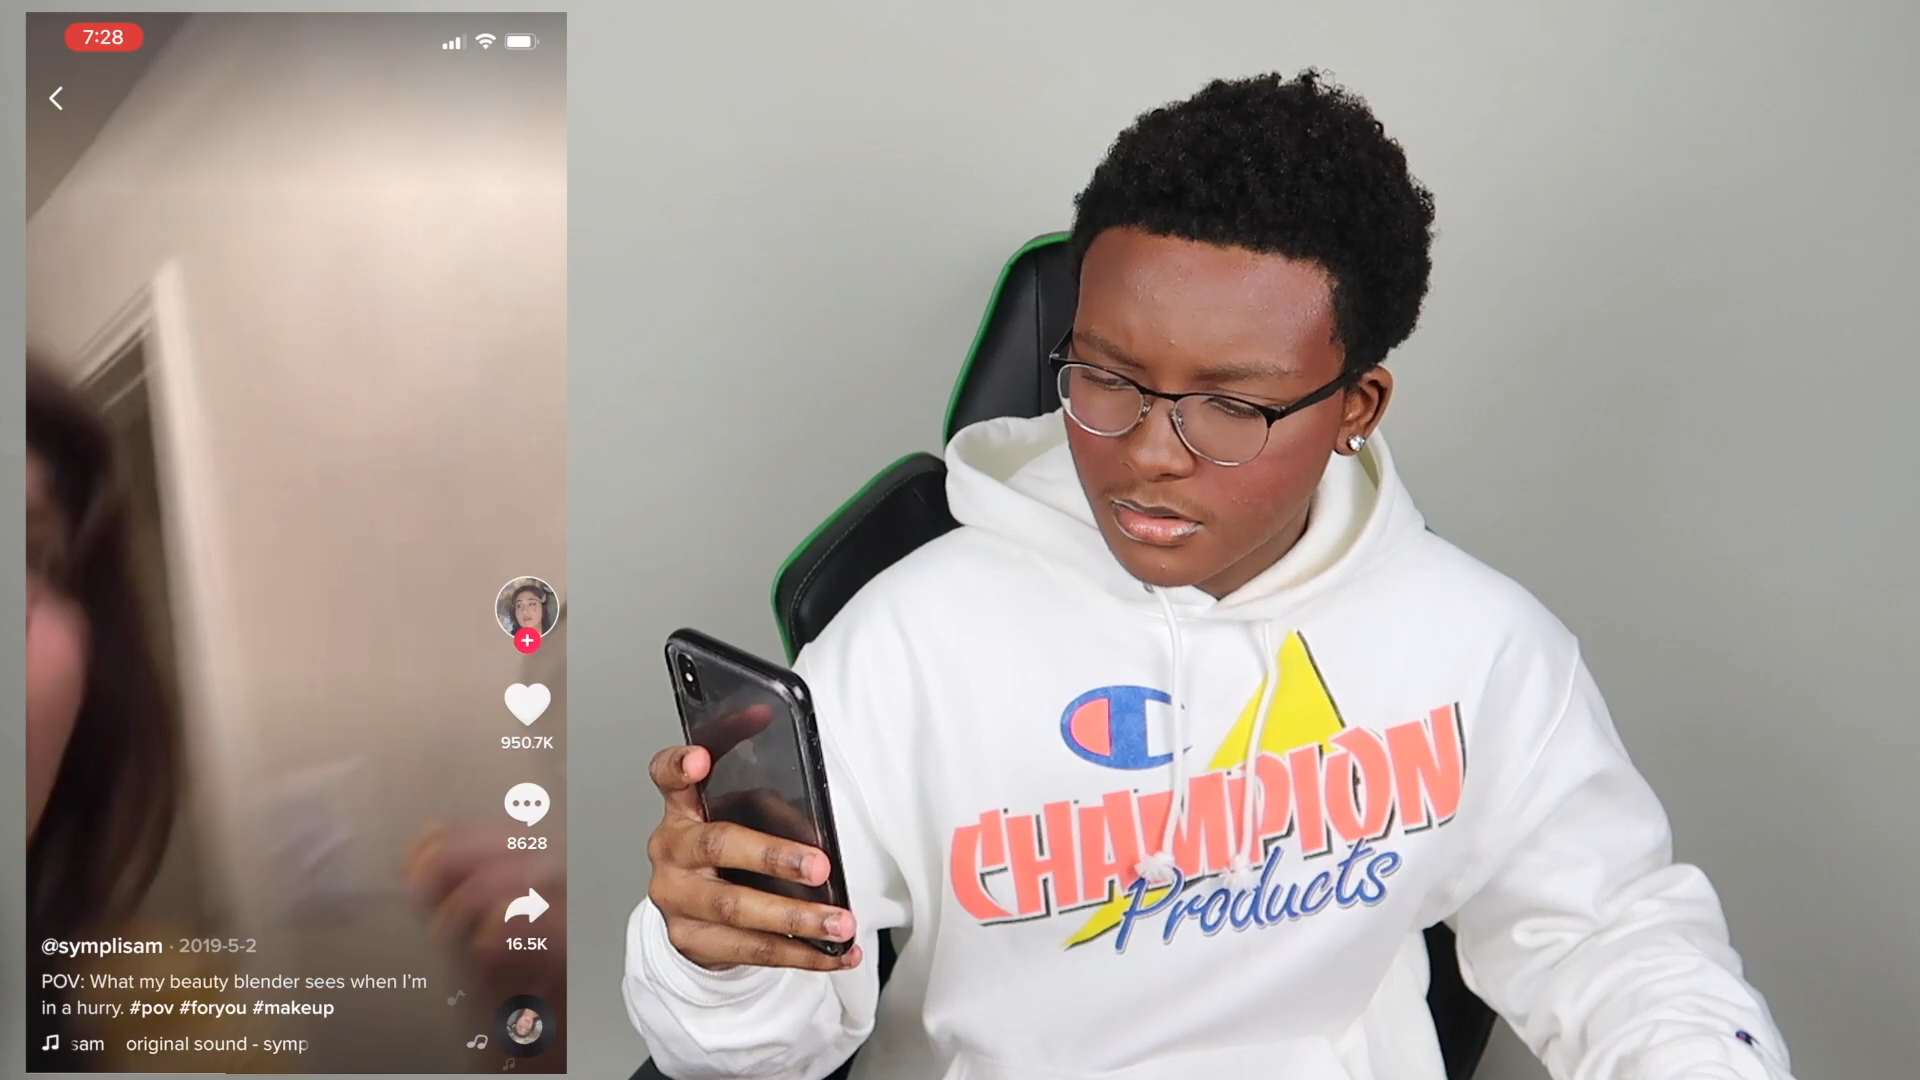 7:28
950.7K
8628
16.5K
@symplisam · 2019-5-2
POV: What my beauty blender sees when I'm
in a hurry. #pov #foryou #makeup
sam original sound - symp
CHAMPION
Products